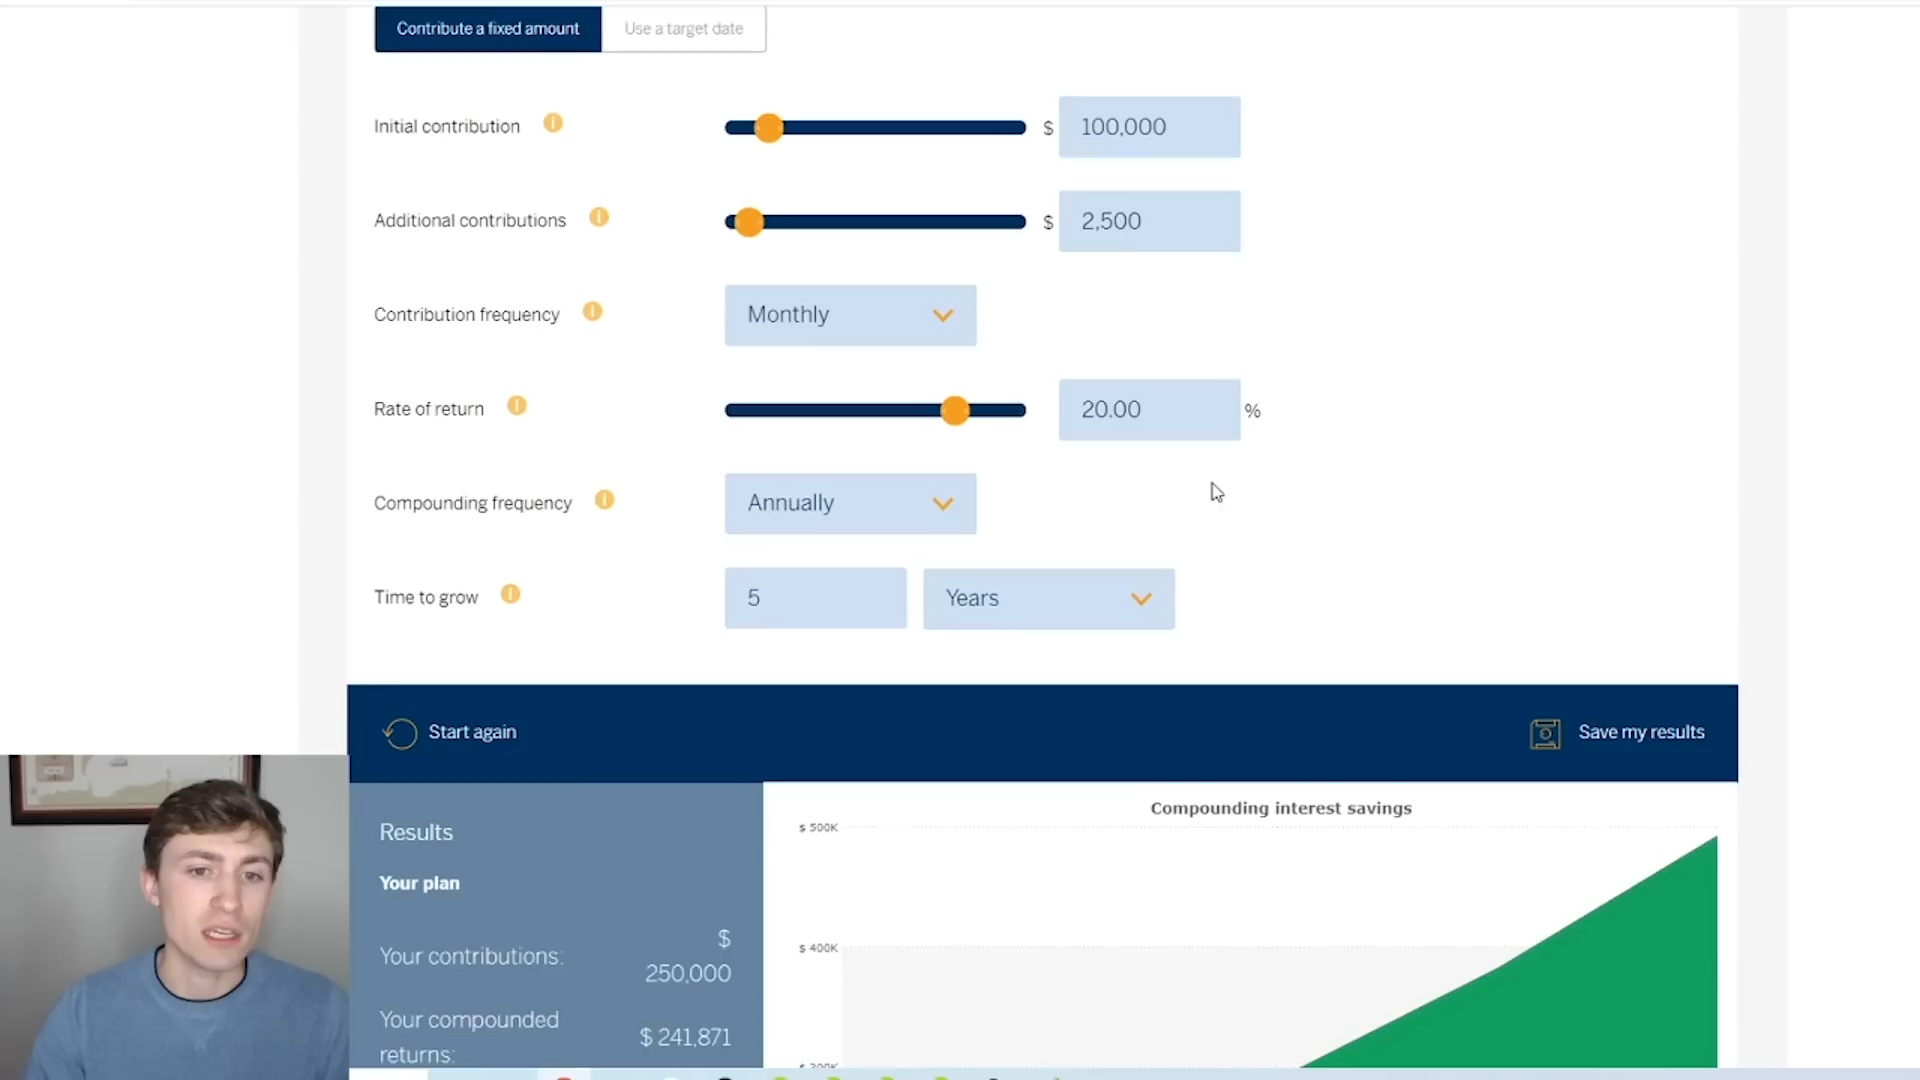 Contribute a fixed amount Use a target date
Initial contribution $ 100,000
Additional contributions $ 2,500
Contribution frequency Monthly
Rate of return 20.00 %
Compounding frequency Annually
Time to grow 5 Years
Start again Save my results
Results
Your plan
Your contributions: $ 250,000
Your compounded returns: $ 241,871
Compounding interest savings
$ 500K
$ 400K